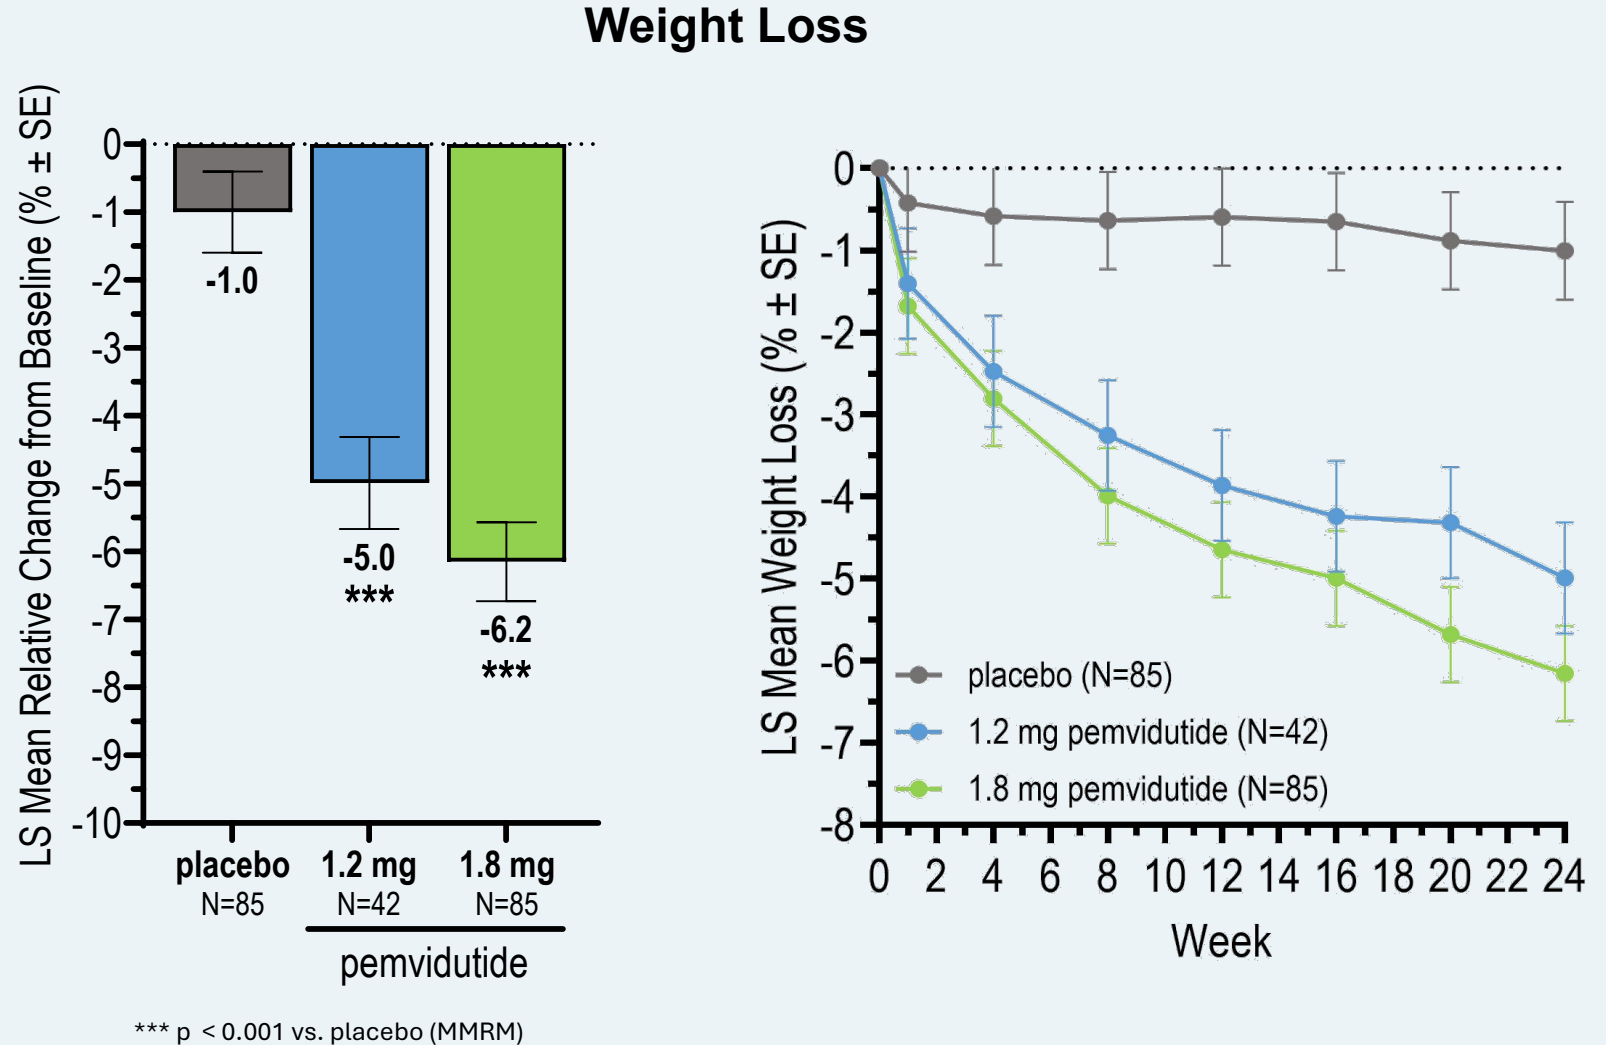 Weight Loss
LS Mean Relative Change from Baseline (% ± SE)
0
-1
-2
-3
-4
-5
-6
-7
-8
-9
-10
-1.0
-5.0
***
-6.2
***
placebo 1.2 mg 1.8 mg
N=85 N=42 N=85
pemvidutide
*** p < 0.001 vs. placebo (MMRM)
LS Mean Weight Loss (% ± SE)
0
-1
-2
-3
-4
-5
-6
-7
-8
placebo (N=85)
1.2 mg pemvidutide (N=42)
1.8 mg pemvidutide (N=85)
0 2 4 6 8 10 12 14 16 18 20 22 24
Week